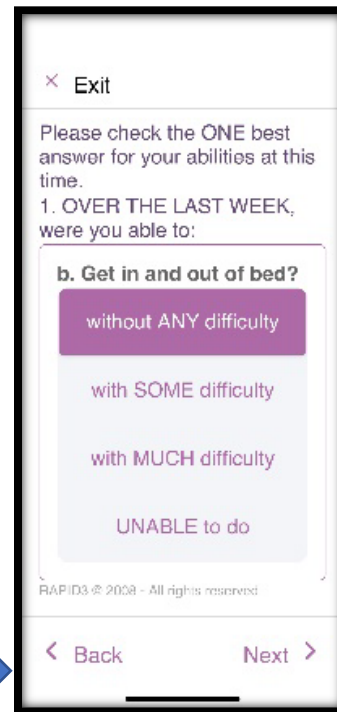 × Exit
Please check the ONE best
answer for your abilities at this
time.
1. OVER THE LAST WEEK,
were you able to:
b. Get in and out of bed?
without ANY difficulty
with SOME difficulty
with MUCH difficulty
UNABLE to do
RAPID3 © 2008 - All rights reserved
< Back Next >